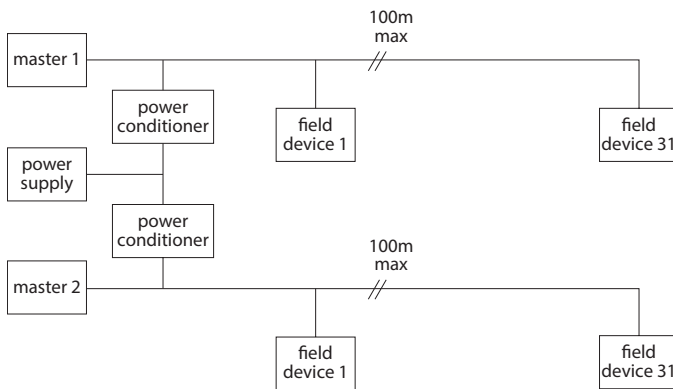 100m
max
master 1
power
conditioner
field
device 1
field
device 31
power
supply
power
conditioner
100m
max
master 2
field
device 1
field
device 31